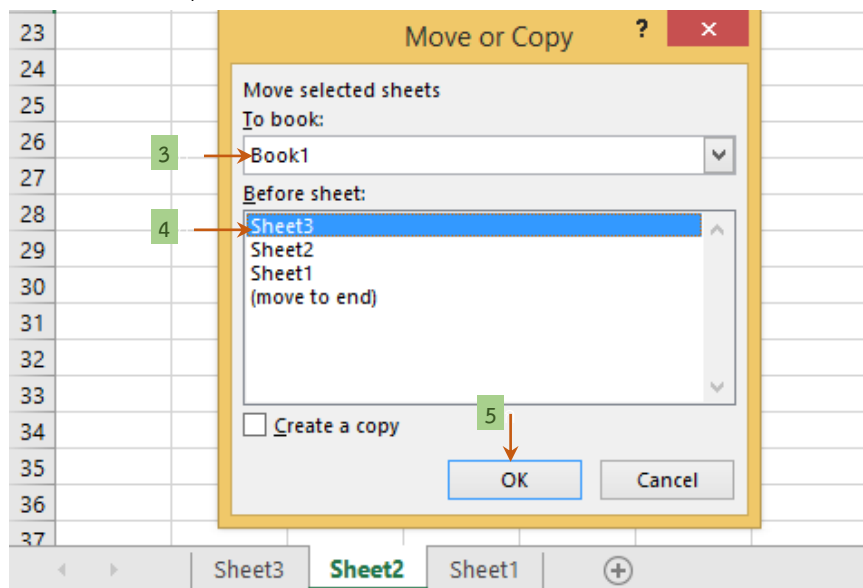 23
Move or Copy ? ×
24
Move selected sheets
25
To book:
26
3
Book1
27
Before sheet:
28
4
Sheet3
29
Sheet2
Sheet1
30
(move to end)
31
32
33
5
Create a copy
34
35
OK Cancel
36
37
Sheet3 Sheet2 Sheet1